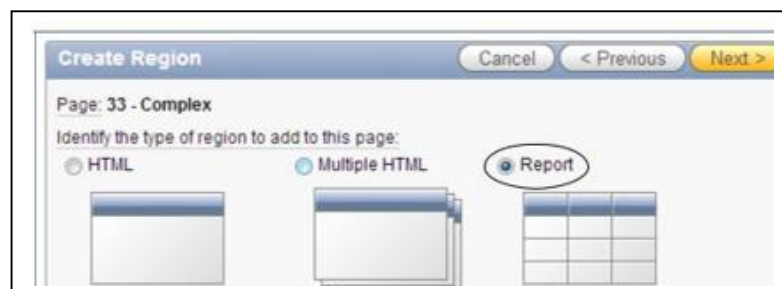 Create Region Cancel < Previous Next >
Page: 33 - Complex
Identify the type of region to add to this page:
HTML Multiple HTML Report